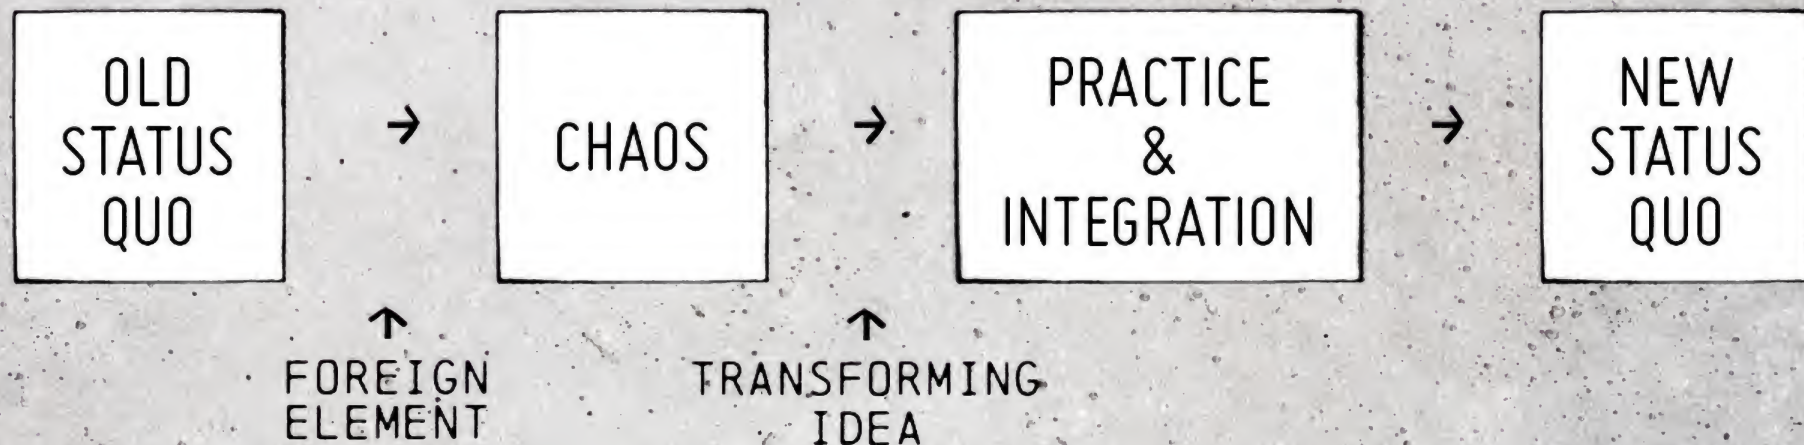 OLD
STATUS
QUO
→
CHAOS
→
PRACTICE
&
INTEGRATION
→
NEW
STATUS
QUO
↑
FOREIGN
ELEMENT
↑
TRANSFORMING
IDEA